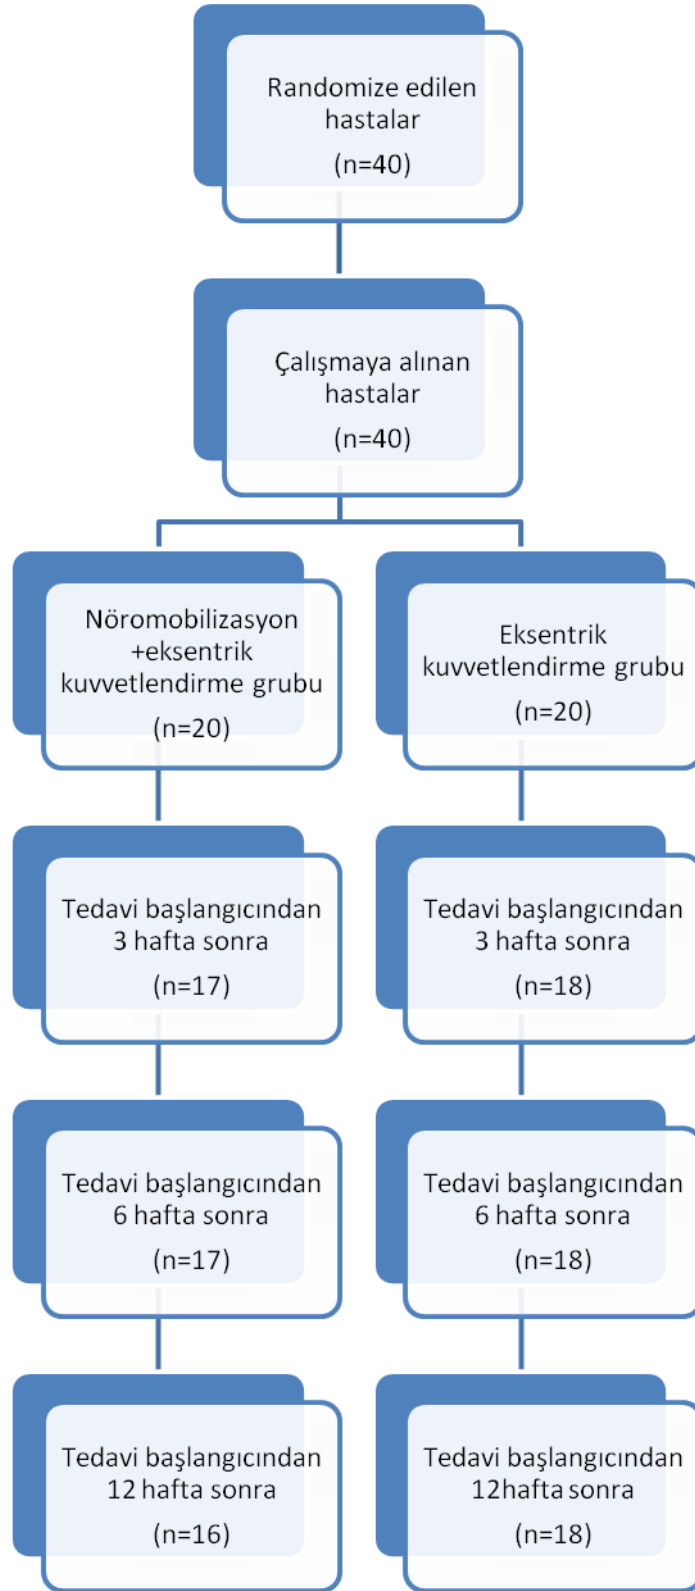 Randomize edilen
hastalar
(n=40)
Çalışmaya alınan
hastalar
(n=40)
Nöromobilizasyon
+eksentrik
kuvvetlendirme grubu
(n=20)
Eksentrik
kuvvetlendirme grubu
(n=20)
Tedavi başlangıcından
3 hafta sonra
(n=17)
Tedavi başlangıcından
3 hafta sonra
(n=18)
Tedavi başlangıcından
6 hafta sonra
(n=17)
Tedavi başlangıcından
6 hafta sonra
(n=18)
Tedavi başlangıcından
12 hafta sonra
(n=16)
Tedavi başlangıcından
12hafta sonra
(n=18)